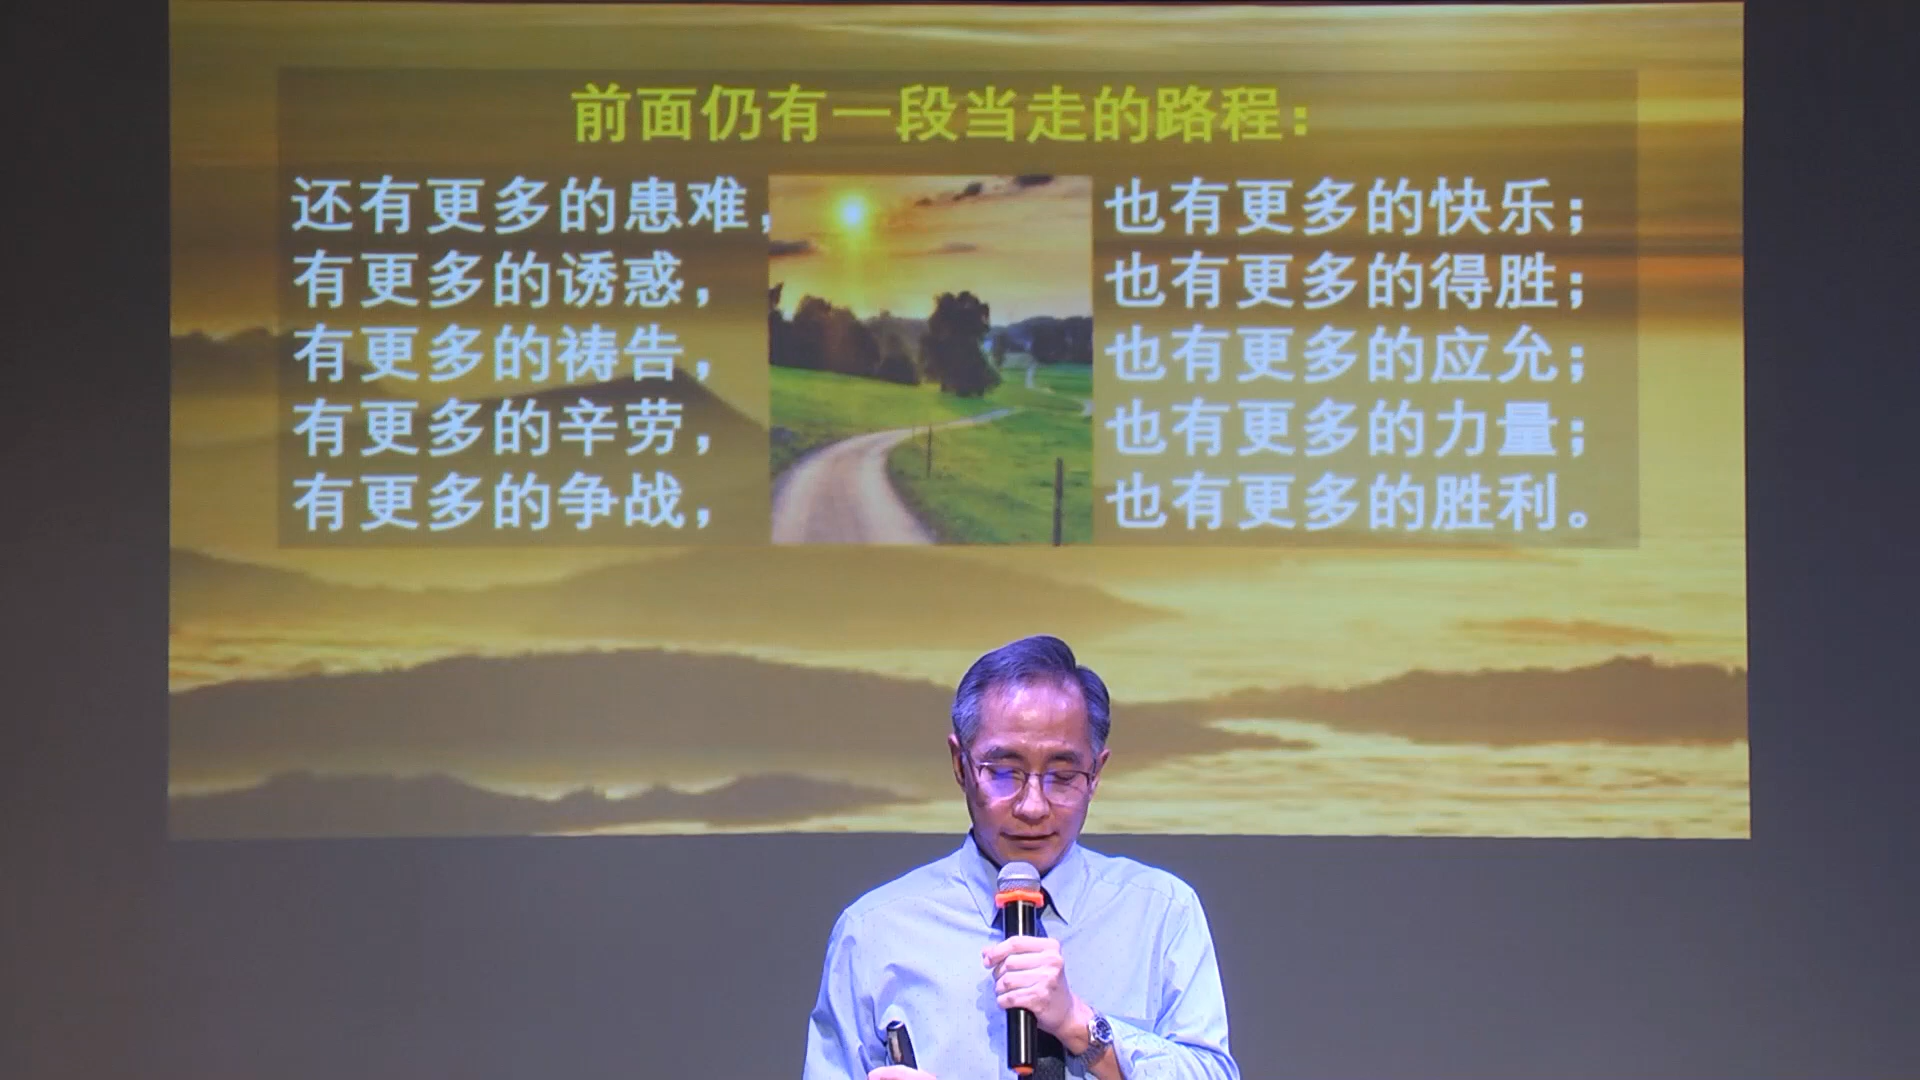 前面仍有一段当走的路程：
还有更多的患难，也有更多的快乐；
有更多的诱惑，也有更多的得胜；
有更多的祷告，也有更多的应允；
有更多的辛劳，也有更多的力量；
有更多的争战，也有更多的胜利。